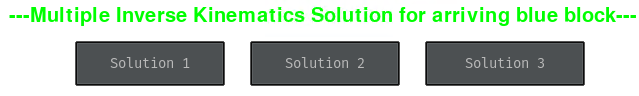 ---Multiple Inverse Kinematics Solution for arriving blue block---
Solution 1 Solution 2 Solution 3